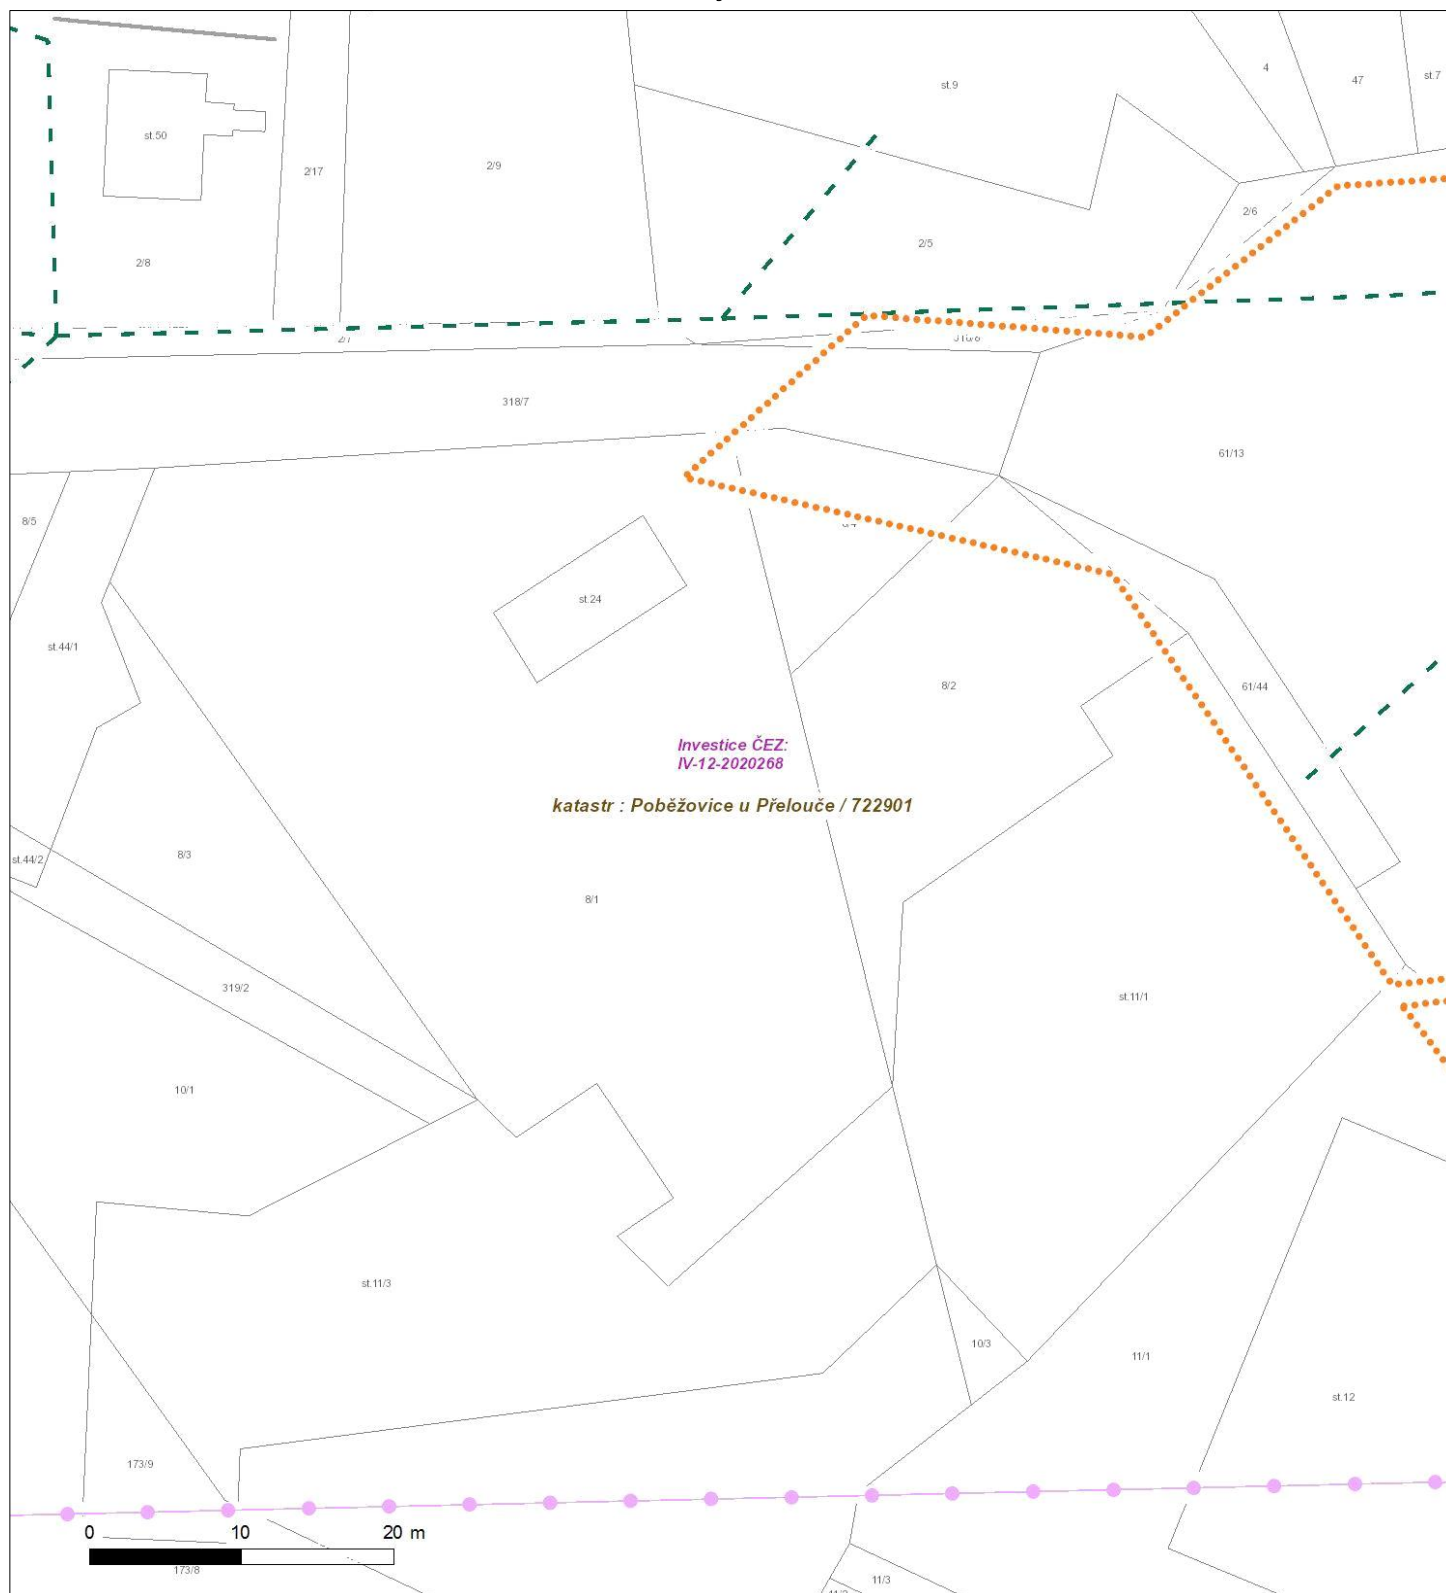 4
47
st.7
st.9
st.50
2/17
2/9
2/6
2/5
2/8
2/7
318/7
61/13
8/5
st.24
st.44/1
8/2
61/44
Investice ČEZ:
IV-12-2020268
katastr : Poběžovice u Přelouče / 722901
8/3
st.44/2
8/1
319/2
st.11/1
10/1
st.11/3
10/3
11/1
st.12
173/9
0 10 20 m
173/8
11/3